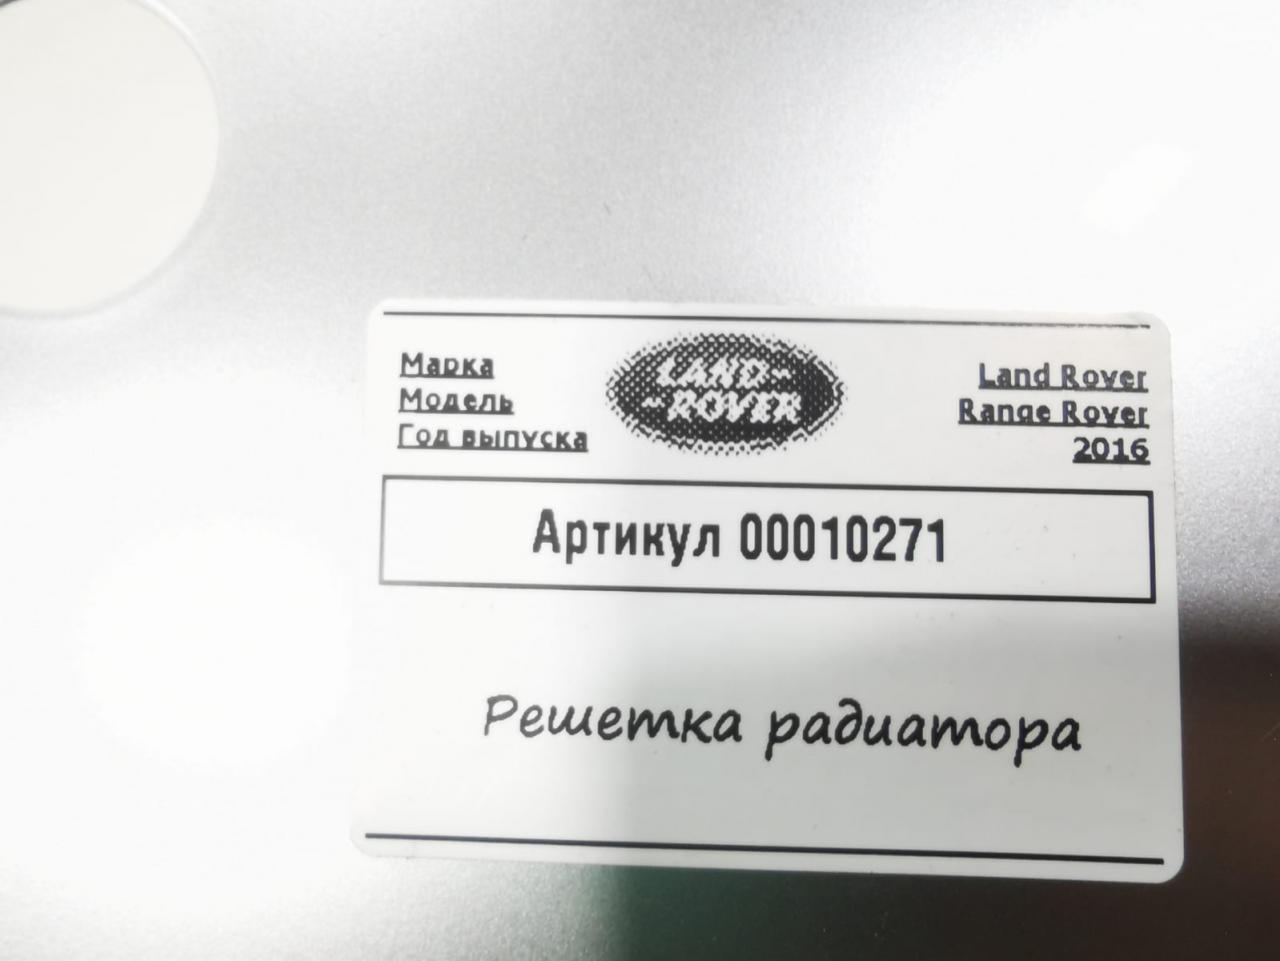 Марка
Модель
Год выпуска
LAND-
-ROVER
Land Rover
Range Rover
2016
Артикул 00010271
Решетка радиатора